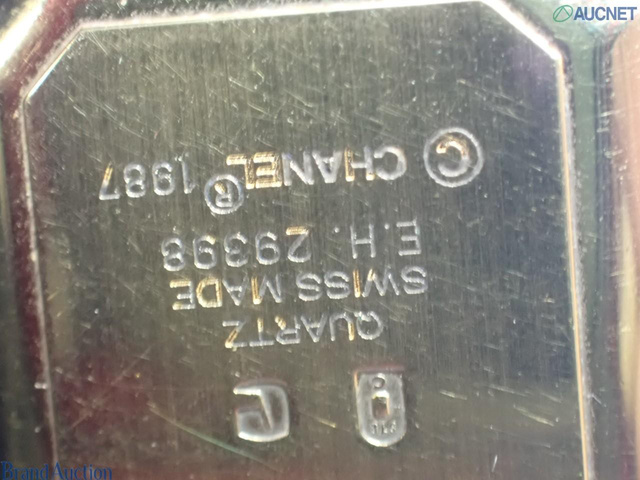 AUCNET
QUARTZ
SWISS MADE
E.H. 29398
© CHANEL ® 1987
Brand Auction